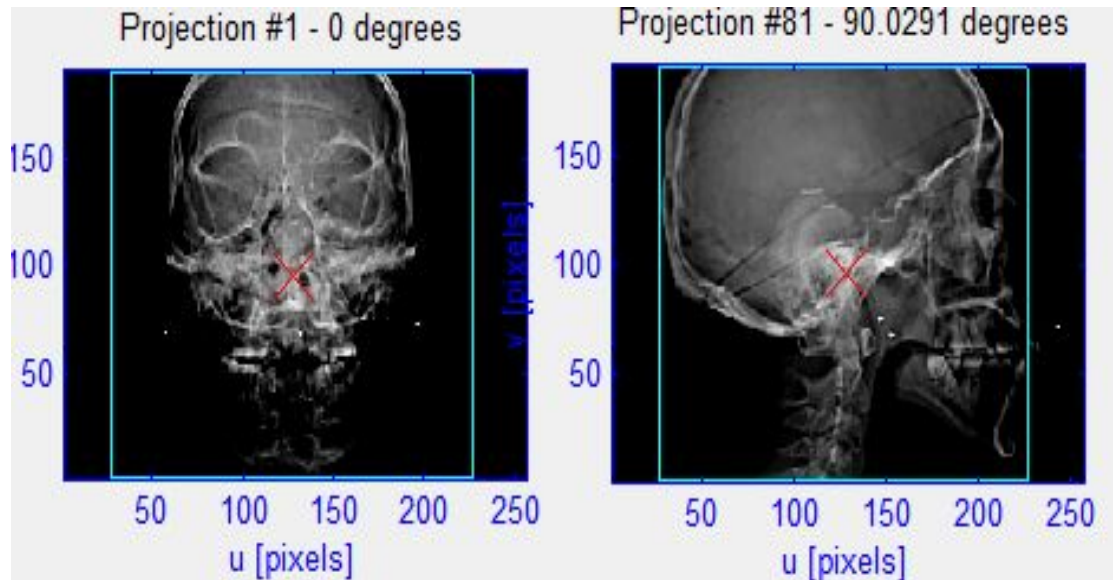 Projection #1 - 0 degrees
150
100
50
50 100 150 200 250
u [pixels]
Projection #81 - 90.0291 degrees
v [pixels]
150
100
50
50 100 150 200 250
u [pixels]